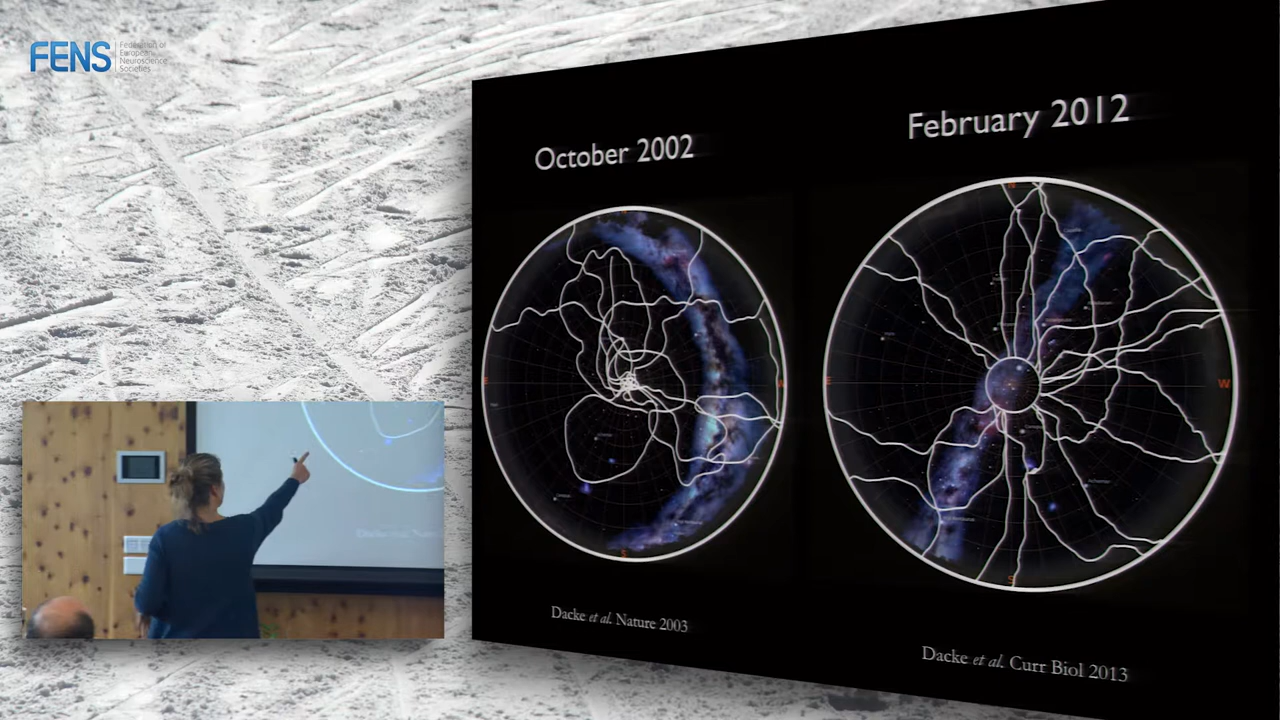 FENS
Federation of
European
Neuroscience
Societies
October 2002
February 2012
N
E
S
E
W
S
Dacke et al. Nature 2003
Dacke et al. Curr Biol 2013